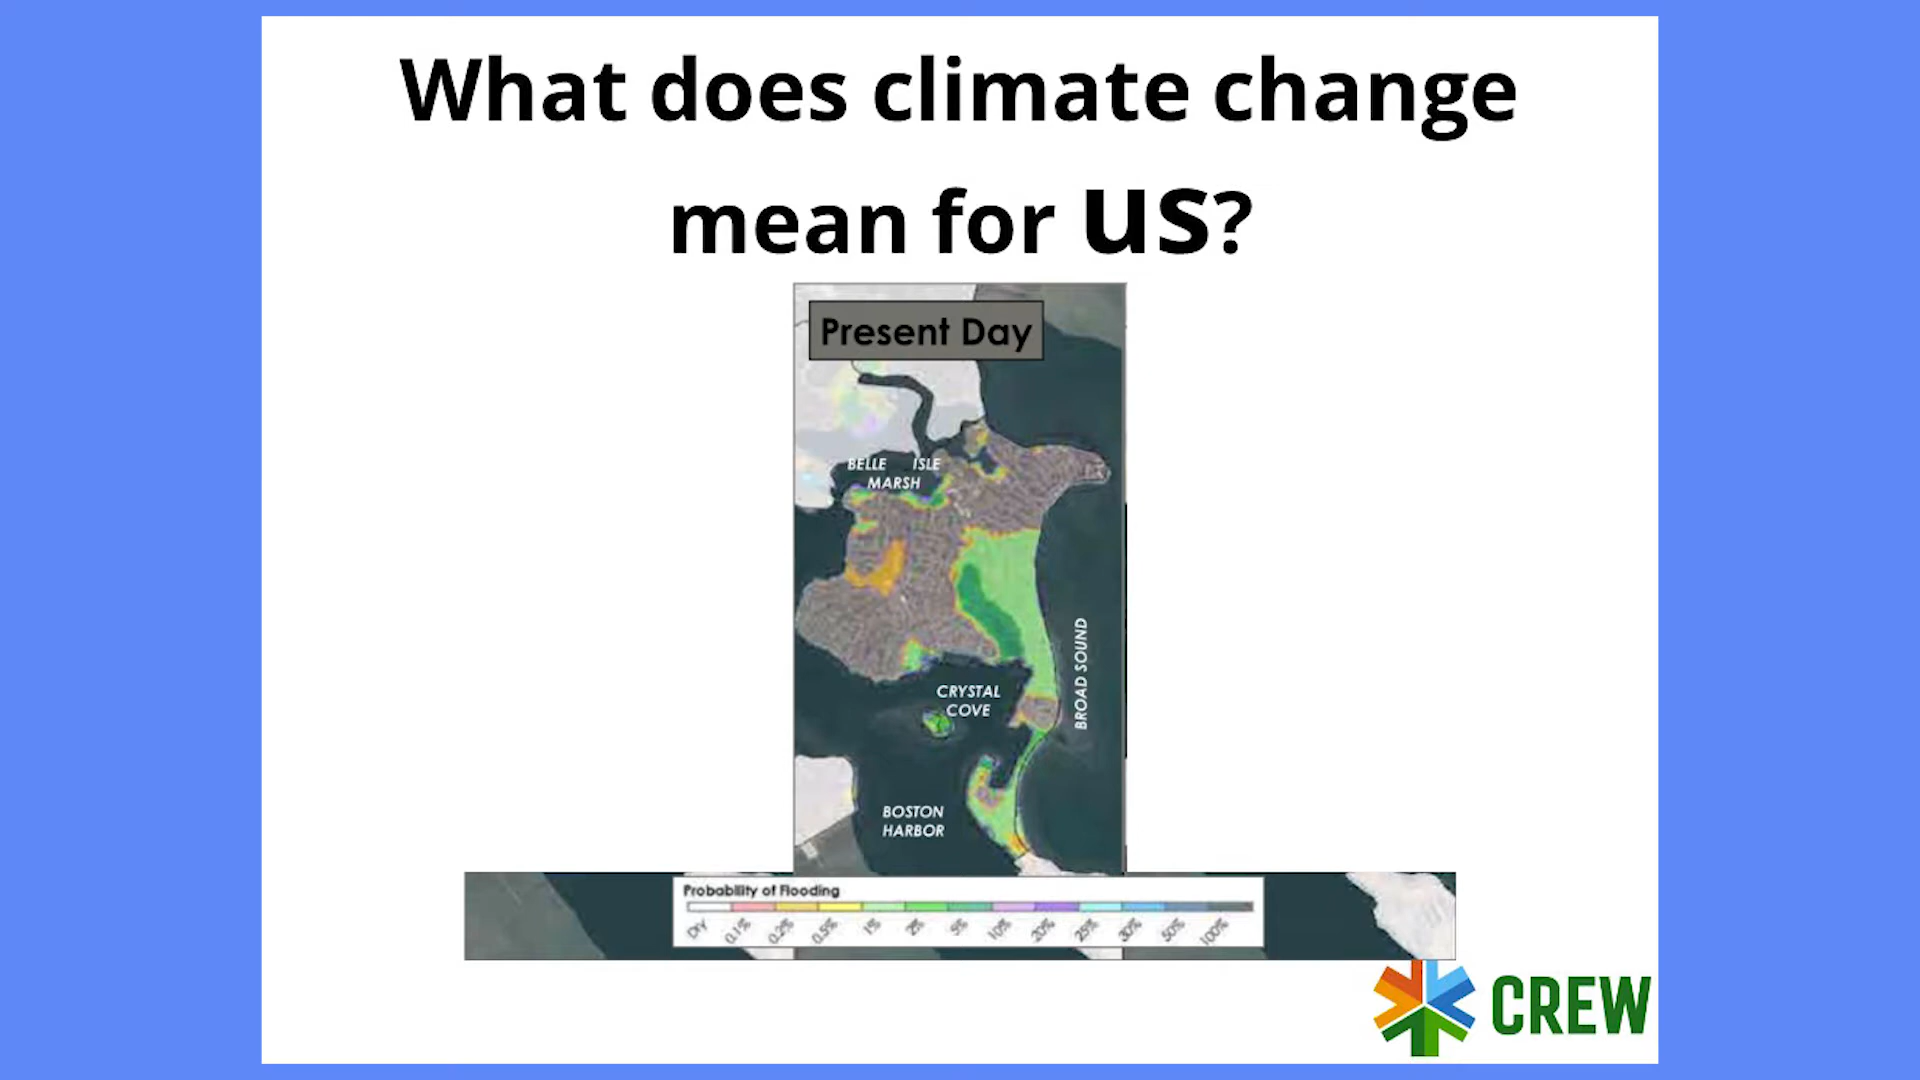 What does climate change
mean for us?
Present Day
BELLE ISLE
MARSH
CRYSTAL
COVE
BROAD SOUND
BOSTON
HARBOR
Probability of Flooding
Dry 0.1% 0.2% 0.5% 1% 2% 5% 10% 20% 25% 30% 50% 100%
CREW